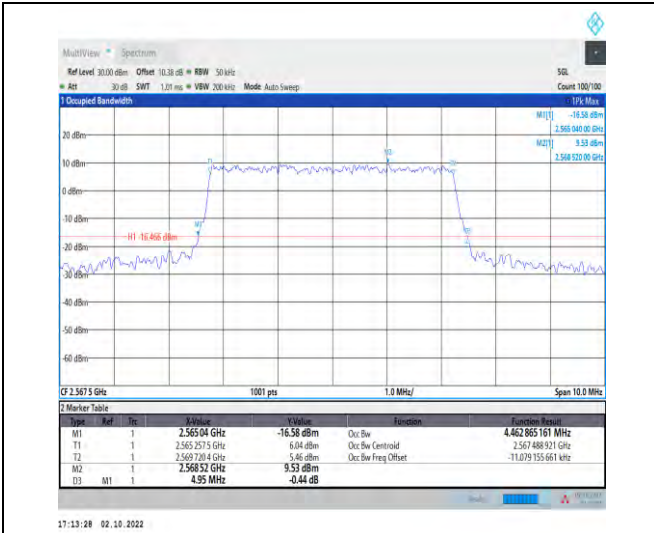 MultiView Spectrum
Ref Level 30.00 dBm Offset 10.38 dB RBW 50 kHz SGL
Att 30 dB SWT 1.01 ms VBW 200 kHz Mode Auto Sweep Count 100/100
1 Occupied Bandwidth 1Pk Max
M1[1] -16.58 dBm
2.565 040 00 GHz
20 dBm M2[1] 9.53 dBm
2.568 520 00 GHz
M2
10 dBm
0 dBm
-10 dBm
M1
H1 -16.466 dBm
-20 dBm
-30 dBm
-40 dBm
-50 dBm
-60 dBm
CF 2.567 5 GHz 1001 pts 1.0 MHz/ Span 10.0 MHz
2 Marker Table
Type Ref Trc X-Value Y-Value Function Function Result
M1 1 2.565 04 GHz -16.58 dBm Occ Bw 4.462 865 161 MHz
T1 1 2.565 257 5 GHz 6.04 dBm Occ Bw Centroid 2.567 488 921 GHz
T2 1 2.569 720 4 GHz 5.46 dBm Occ Bw Freq Offset -11.079 155 661 kHz
M2 1 2.568 52 GHz 9.53 dBm
D3 M1 1 4.95 MHz -0.44 dB
17:13:28 02.10.2022